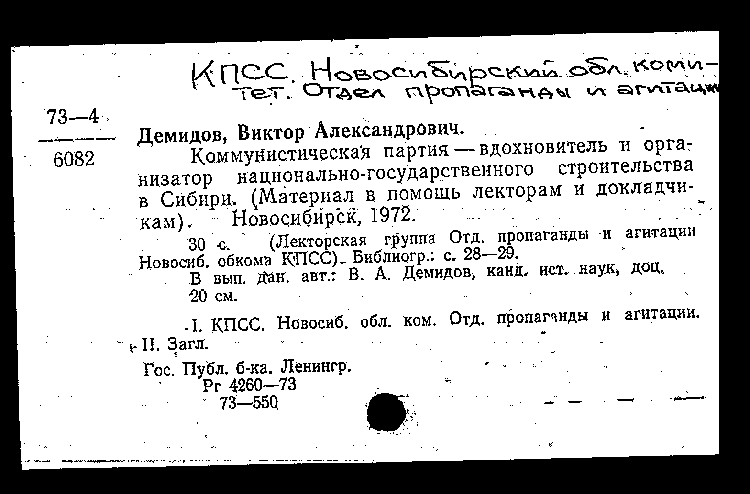 КПСС. Новосибирский обл. коми-
тет. Отдел пропаганды и агитации
73—4
6082
Демидов, Виктор Александрович.
Коммунистическая партия — вдохновитель и орга-
низатор национально-государственного строительства
в Сибири. (Материал в помощь лекторам и докладчи-
кам). Новосибирск, 1972.
30 с. (Лекторская группа Отд. пропаганды и агитации
Новосиб. обкома КПСС). Библиогр.: с. 28—29.
В вып. дан. авт.: В. А. Демидов, канд. ист. наук, доц.
20 см.
I. КПСС. Новосиб. обл. ком. Отд. пропаганды и агитации.
II. Загл.
Гос. Публ. б-ка. Ленингр.
Рг 4260—73
73—550